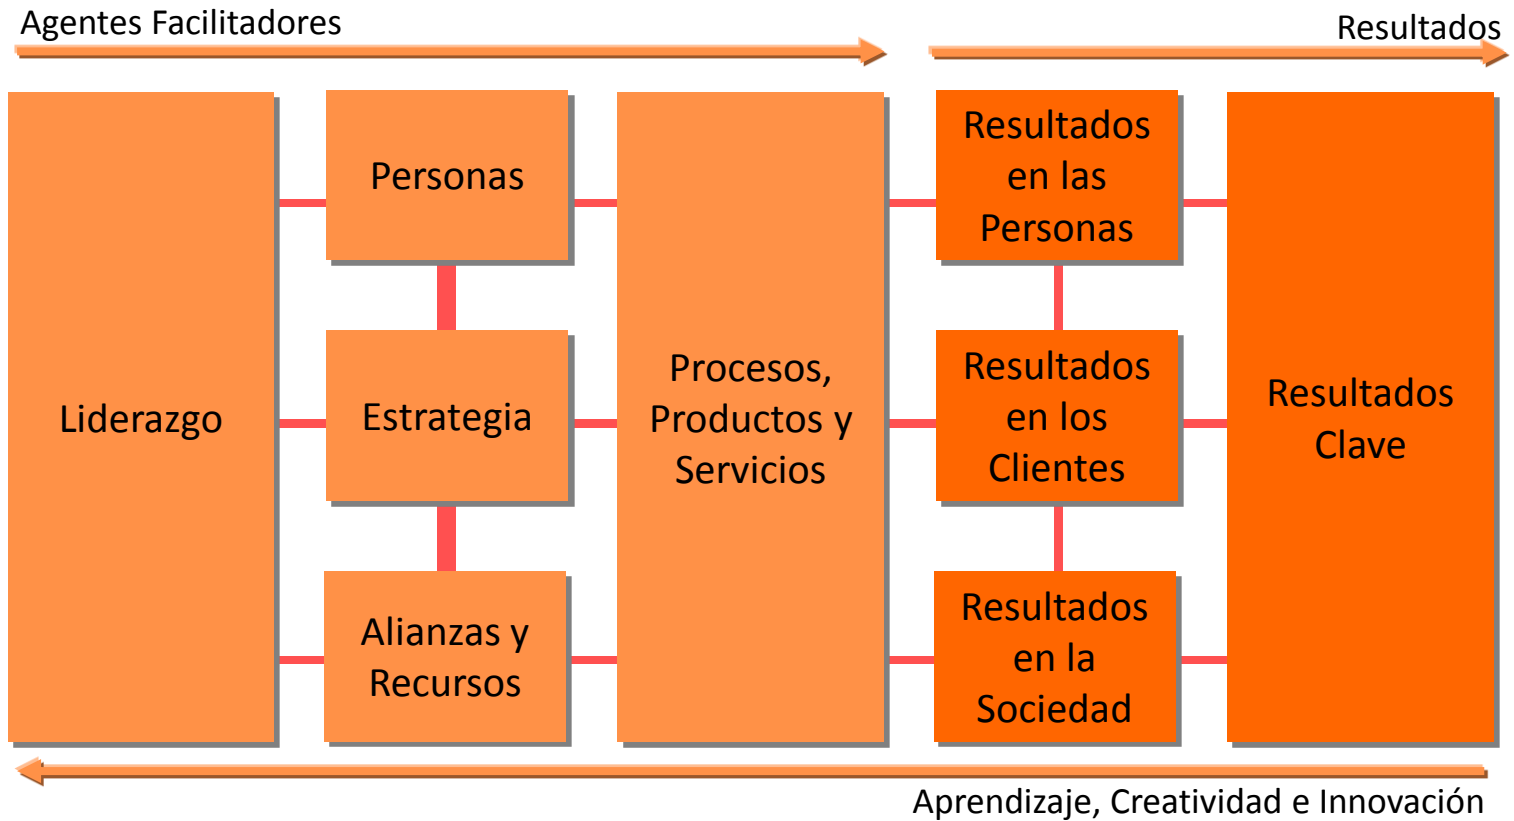 Agentes Facilitadores
Resultados
Liderazgo
Personas
Estrategia
Alianzas y
Recursos
Procesos,
Productos y
Servicios
Resultados
en las
Personas
Resultados
en los
Clientes
Resultados
en la
Sociedad
Resultados
Clave
Aprendizaje, Creatividad e Innovación